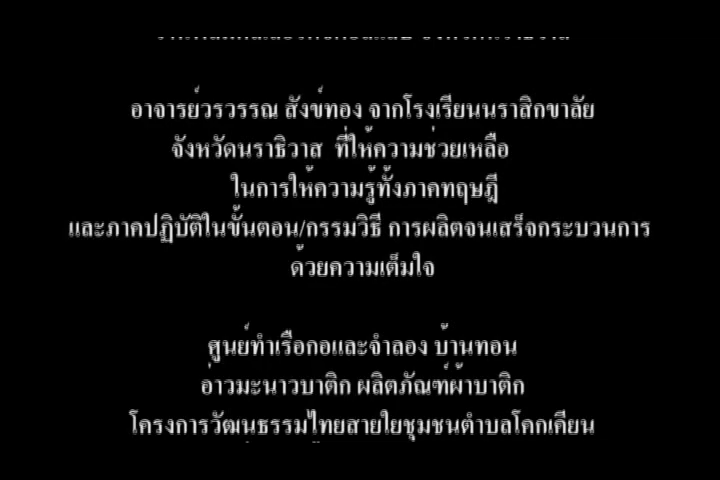 อาจารย์วรวรรณ สังข์ทอง จากโรงเรียนนราสิกขาลัย
จังหวัดนราธิวาส ที่ให้ความช่วยเหลือ
ในการให้ความรู้ทั้งภาคทฤษฎี
และภาคปฏิบัติในขั้นตอน/กรรมวิธี การผลิตจนเสร็จกระบวนการ
ด้วยความเต็มใจ
ศูนย์ทำเรือกอและจำลอง บ้านทอน
อ่าวมะนาวบาติก ผลิตภัณฑ์ผ้าบาติก
โครงการวัฒนธรรมไทยสายใยชุมชนตำบลโคกเคียน